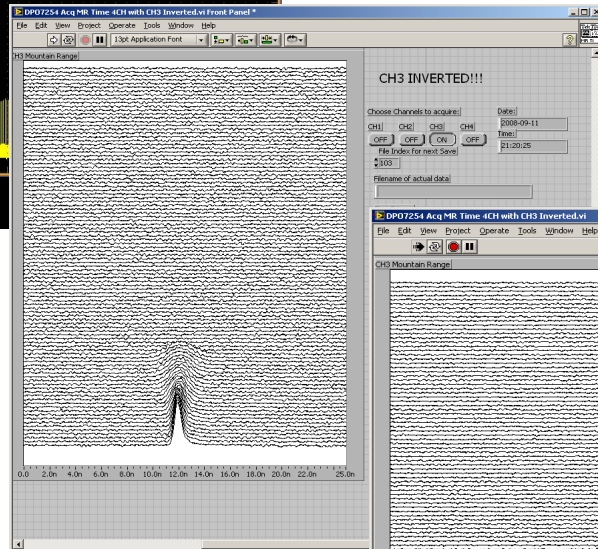 DPO7254 Acq MR Time 4CH with CH3 Inverted.vi Front Panel *
File Edit View Project Operate Tools Window Help
13pt Application Font
CH3 Mountain Range
CH3 INVERTED!!!
Choose Channels to acquire:
Date:
CH1 CH2 CH3 CH4
2008-09-11
OFF OFF ON OFF
Time:
File Index for next Save
21:20:25
103
Filename of actual data
DPO7254 Acq MR Time 4CH with CH3 Inverted.vi
File Edit View Project Operate Tools Window Help
CH3 Mountain Range
0.0 2.0n 4.0n 6.0n 8.0n 10.0n 12.0n 14.0n 16.0n 18.0n 20.0n 22.0n 25.0n